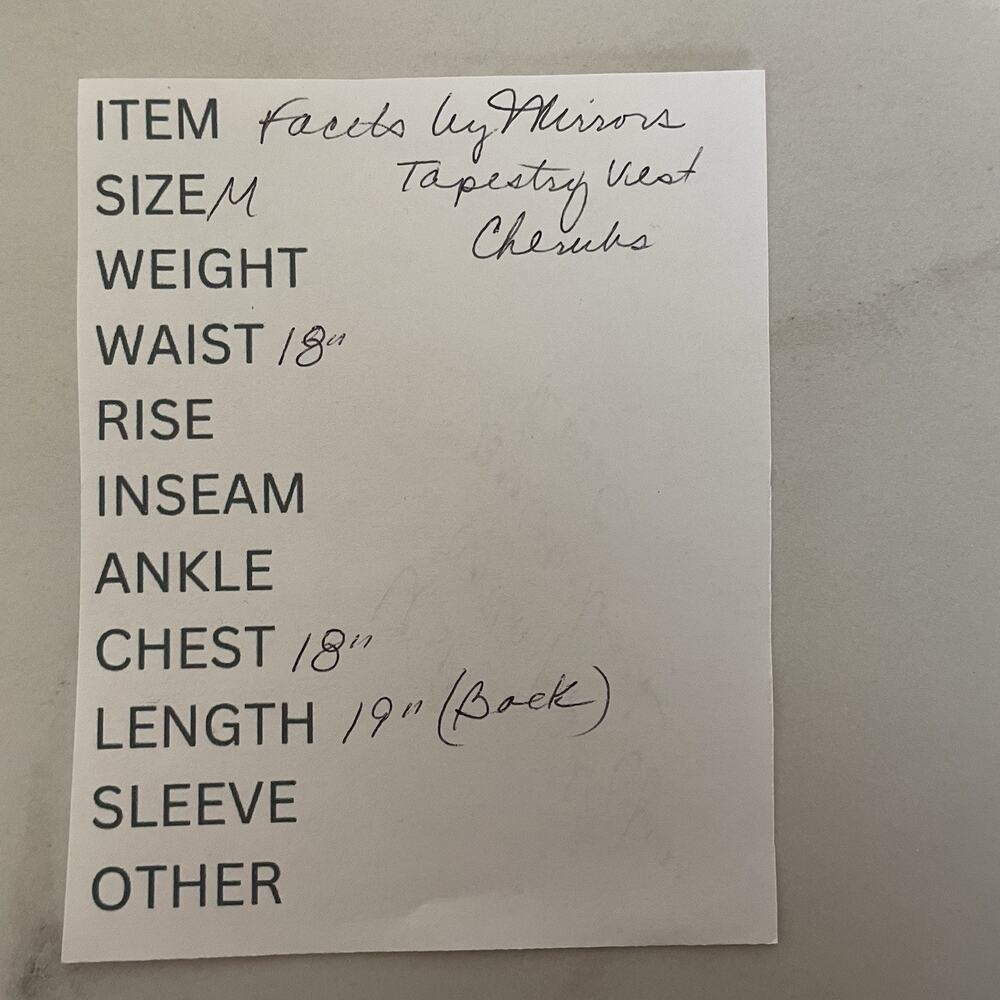 ITEM Facets by Mirrors
SIZE M Tapestry Vest
Cherubs
WEIGHT
WAIST 18"
RISE
INSEAM
ANKLE
CHEST 18"
LENGTH 19" (Back)
SLEEVE
OTHER